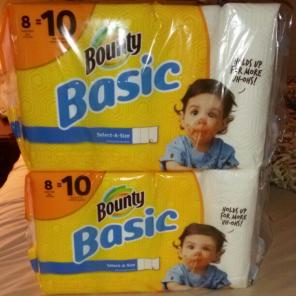 8 = 10
Bounty
Basic
Select-A-Size
HOLDS UP
FOR MORE
UH-OHS!
8 = 10
Bounty
Basic
Select-A-Size
HOLDS UP
FOR MORE
UH-OHS!